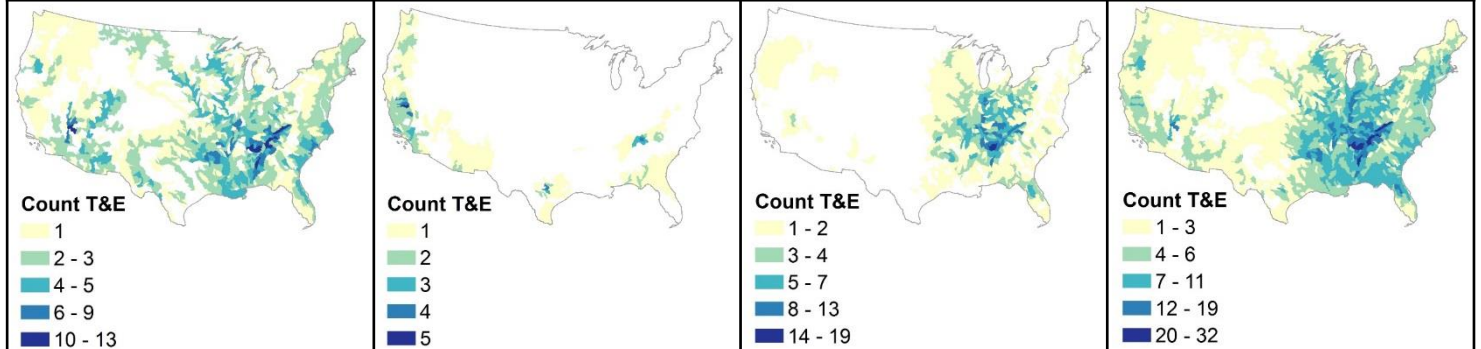 Count T&E
1
2 - 3
4 - 5
6 - 9
10 - 13
Count T&E
1
2
3
4
5
Count T&E
1 - 2
3 - 4
5 - 7
8 - 13
14 - 19
Count T&E
1 - 3
4 - 6
7 - 11
12 - 19
20 - 32